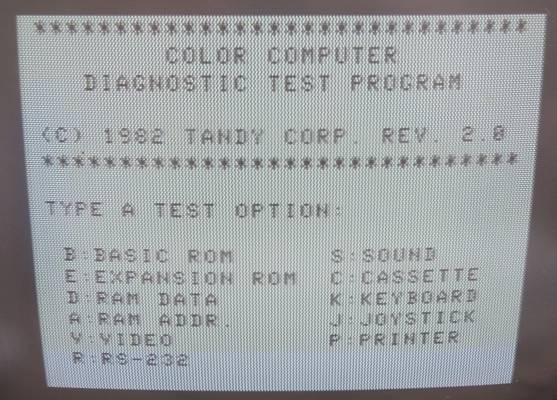 ********************************
COLOR COMPUTER
DIAGNOSTIC TEST PROGRAM
(C) 1982 TANDY CORP. REV. 2.0
********************************
TYPE A TEST OPTION:
B:BASIC ROM S:SOUND
E:EXPANSION ROM C:CASSETTE
D:RAM DATA K:KEYBOARD
A:RAM ADDR. J:JOYSTICK
V:VIDEO P:PRINTER
R:RS-232